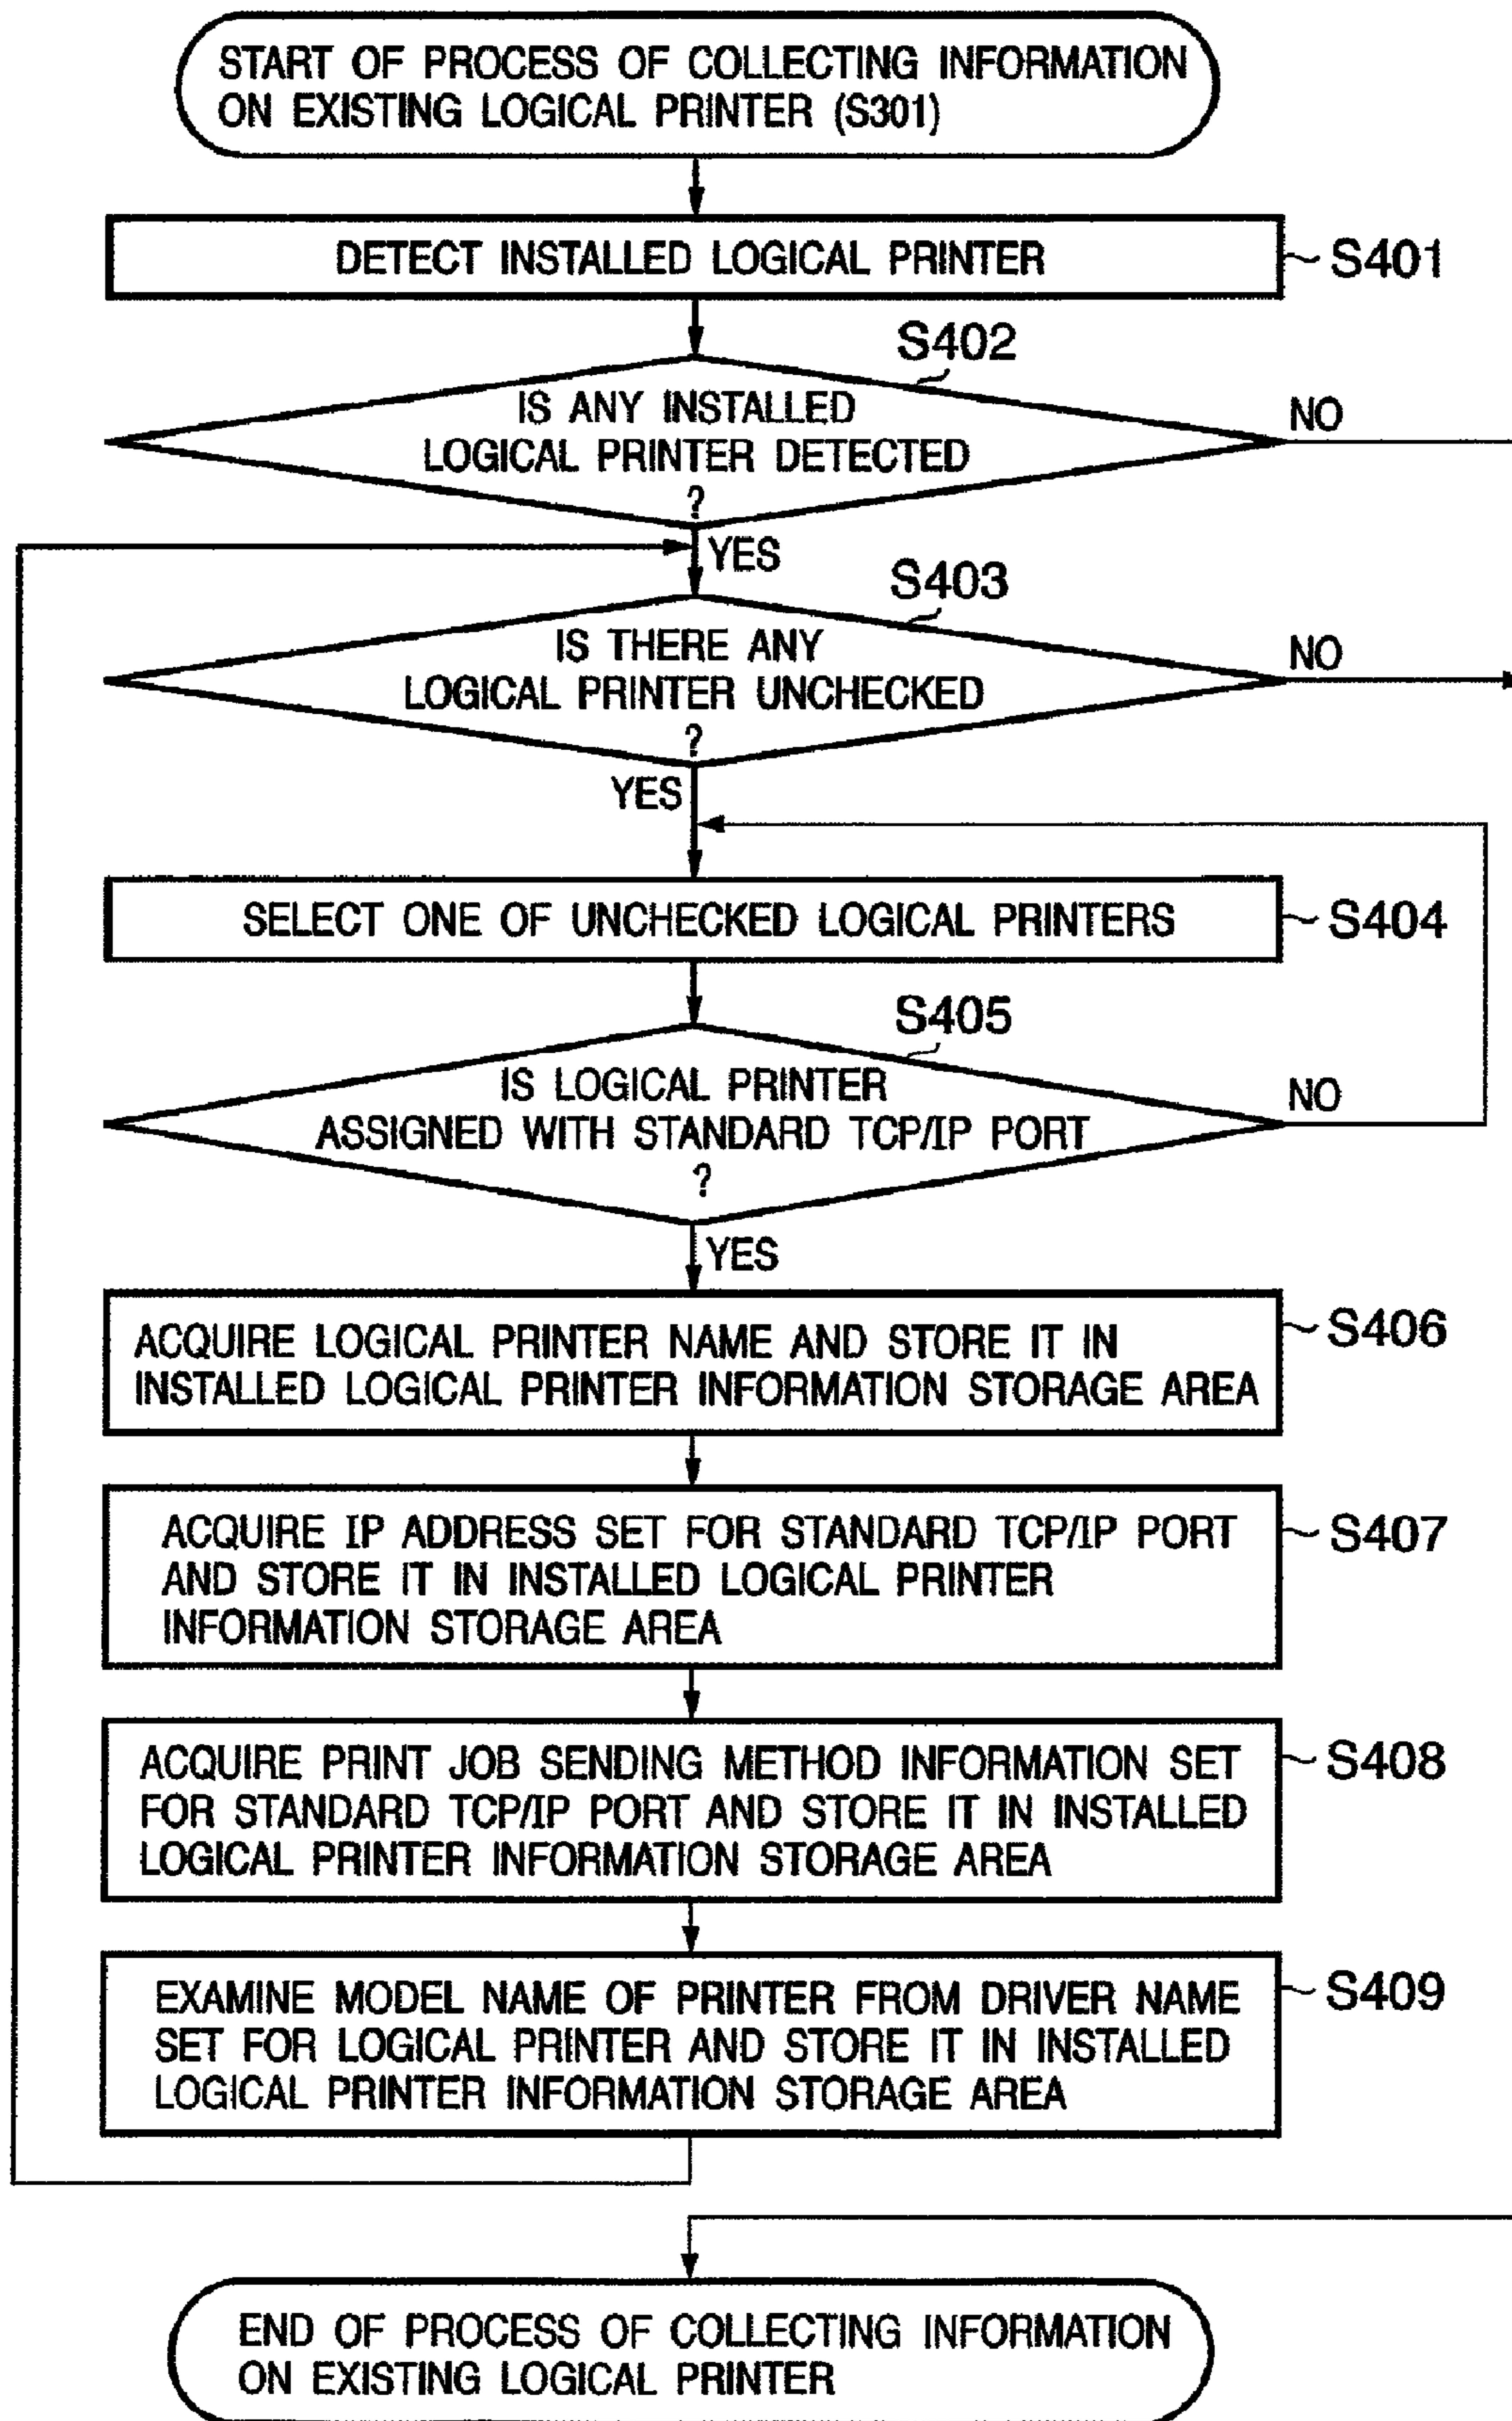 START OF PROCESS OF COLLECTING INFORMATION
ON EXISTING LOGICAL PRINTER (S301)
DETECT INSTALLED LOGICAL PRINTER
S401
S402
IS ANY INSTALLED
LOGICAL PRINTER DETECTED
?
NO
YES
S403
IS THERE ANY
LOGICAL PRINTER UNCHECKED
?
NO
YES
SELECT ONE OF UNCHECKED LOGICAL PRINTERS
S404
S405
IS LOGICAL PRINTER
ASSIGNED WITH STANDARD TCP/IP PORT
?
NO
YES
ACQUIRE LOGICAL PRINTER NAME AND STORE IT IN
INSTALLED LOGICAL PRINTER INFORMATION STORAGE AREA
S406
ACQUIRE IP ADDRESS SET FOR STANDARD TCP/IP PORT
AND STORE IT IN INSTALLED LOGICAL PRINTER
INFORMATION STORAGE AREA
S407
ACQUIRE PRINT JOB SENDING METHOD INFORMATION SET
FOR STANDARD TCP/IP PORT AND STORE IT IN INSTALLED
LOGICAL PRINTER INFORMATION STORAGE AREA
S408
EXAMINE MODEL NAME OF PRINTER FROM DRIVER NAME
SET FOR LOGICAL PRINTER AND STORE IT IN INSTALLED
LOGICAL PRINTER INFORMATION STORAGE AREA
S409
END OF PROCESS OF COLLECTING INFORMATION
ON EXISTING LOGICAL PRINTER